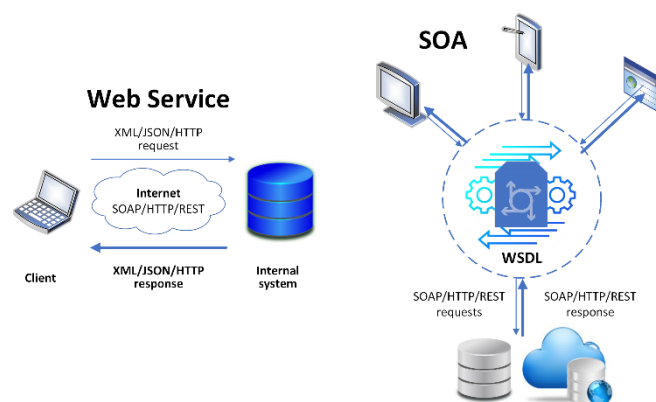 Web Service
XML/JSON/HTTP
request
Internet
SOAP/HTTP/REST
XML/JSON/HTTP
response
Client
Internal
system
SOA
WSDL
SOAP/HTTP/REST
requests
SOAP/HTTP/REST
response